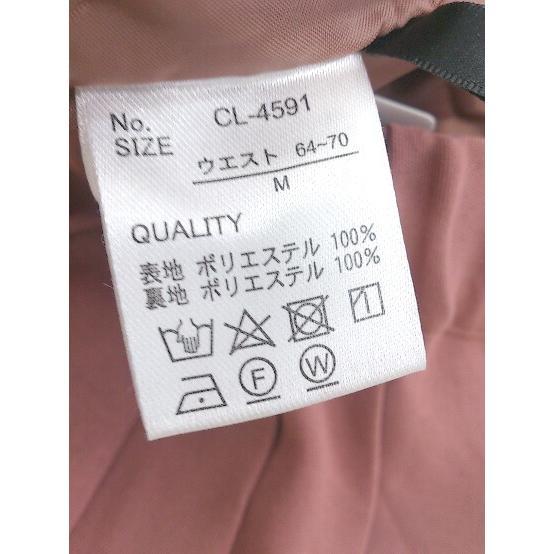 No. CL-4591
SIZE ウエスト 64~70
M
QUALITY
表地 ポリエステル 100%
裏地 ポリエステル 100%
F W